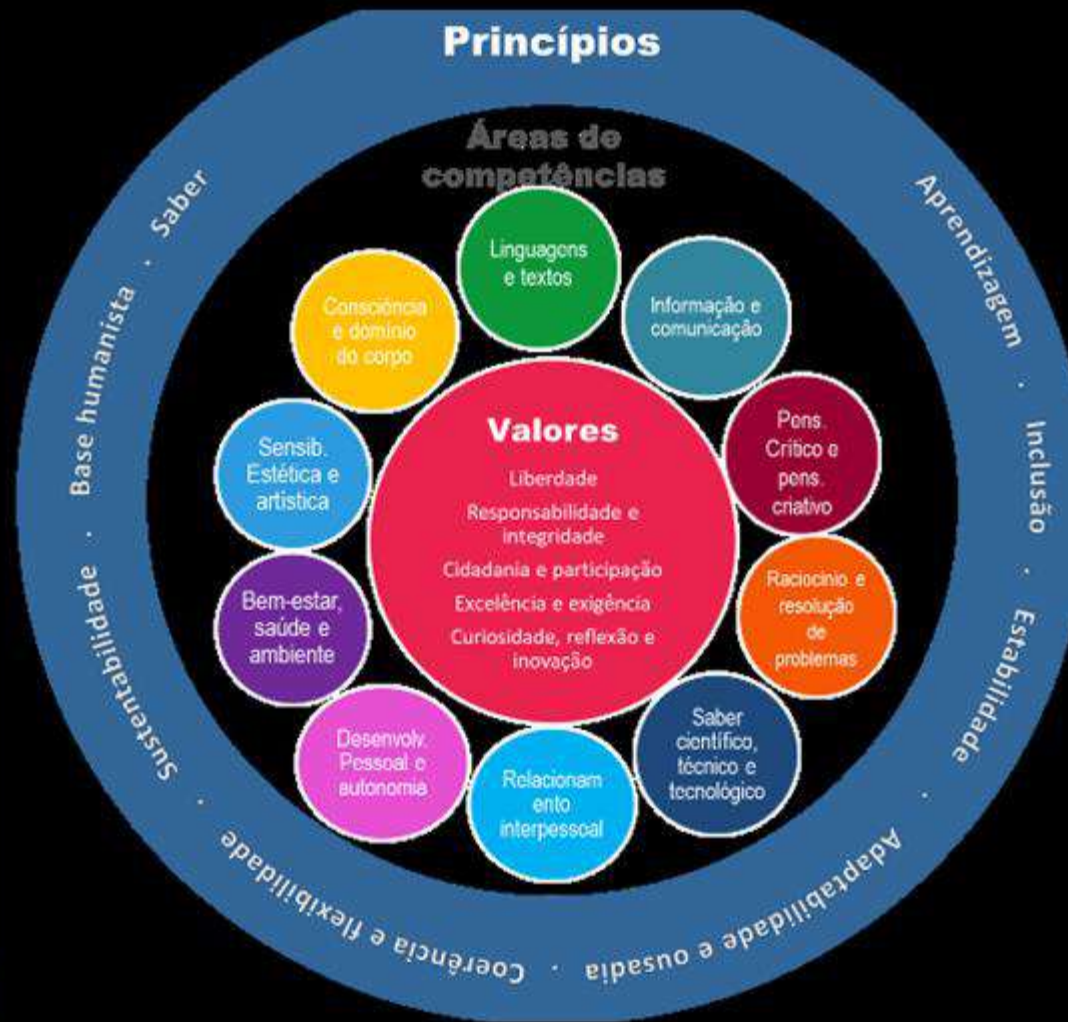 Princípios
Áreas de
competências
Linguagens
e textos
Informação e
comunicação
Pens.
Crítico e
pens.
criativo
Raciocínio e
resolução
de
problemas
Saber
científico,
técnico e
tecnológico
Relacionam
ento
interpessoal
Desenvolv.
Pessoal e
autonomia
Bem-estar,
saúde e
ambiente
Sensib.
Estética e
artística
Consciência
e domínio
do corpo
Valores
Liberdade
Responsabilidade e
integridade
Cidadania e participação
Excelência e exigência
Curiosidade, reflexão e
inovação
Aprendizagem . Inclusão . Estabilidade . Adaptabilidade e ousadia . Coerência e flexibilidade . Sustentabilidade . Base humanista . Saber